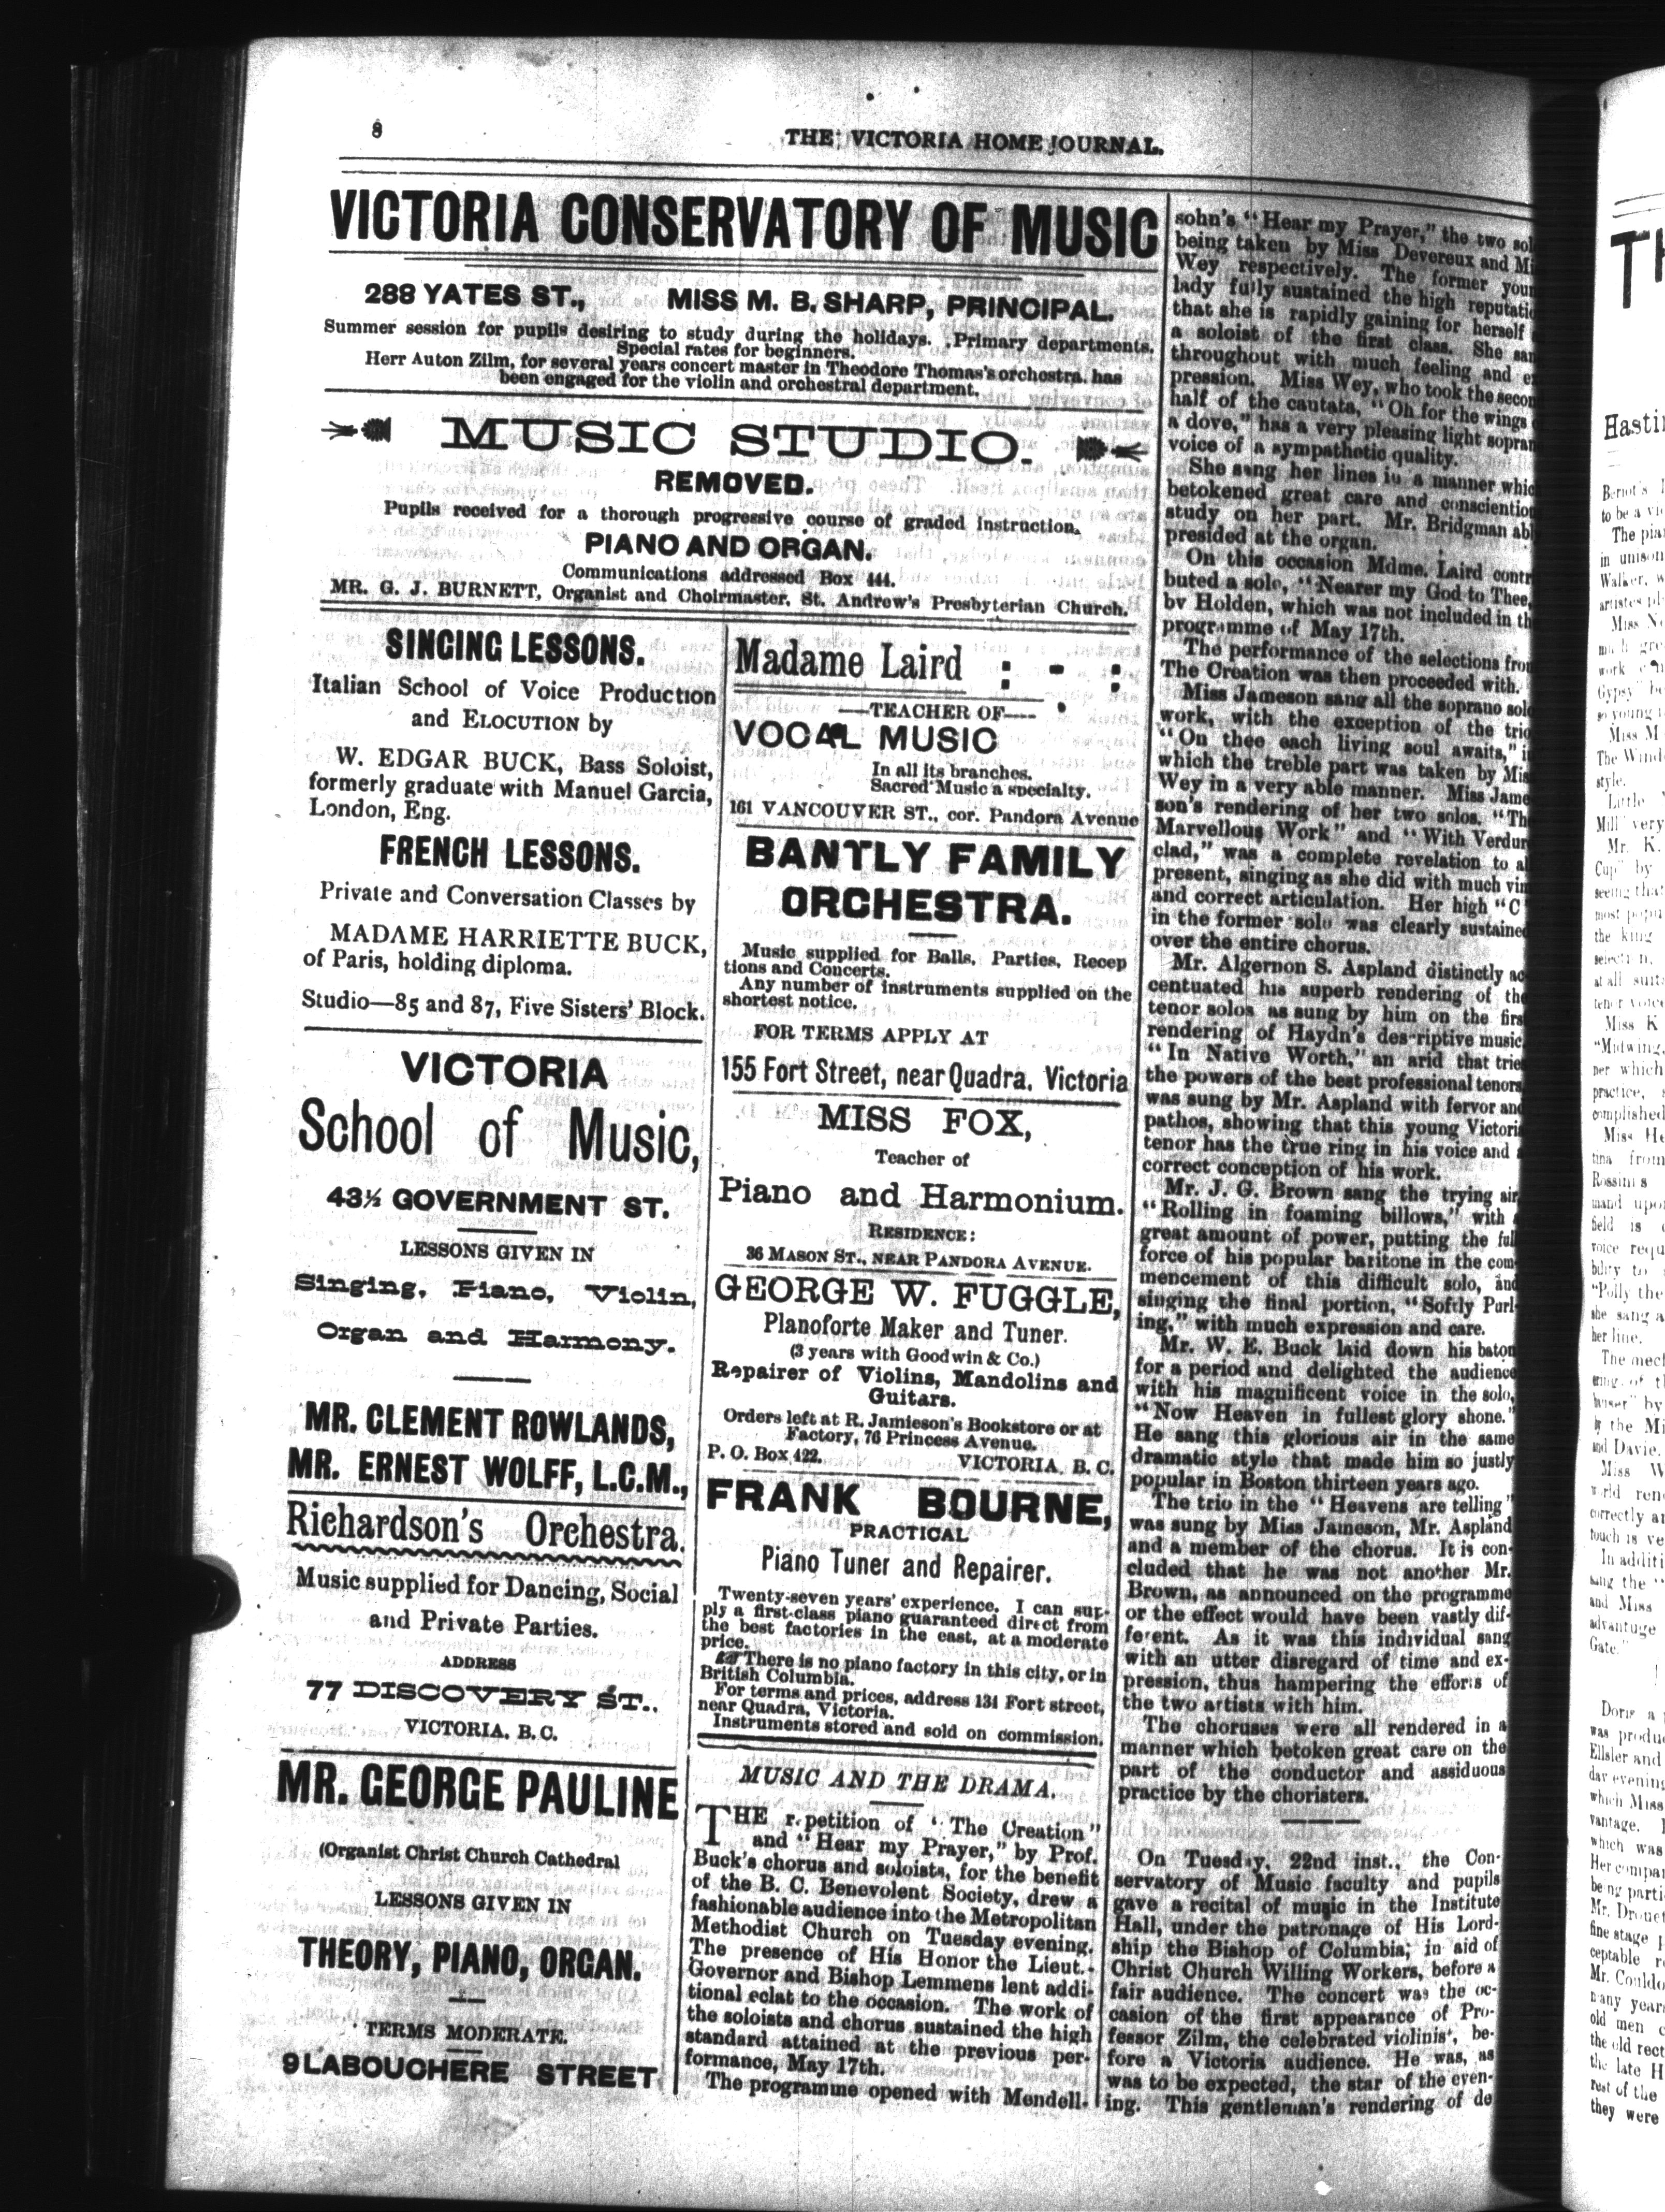 8
THE VICTORIA HOME JOURNAL.
VICTORIA CONSERVATORY OF MUSIC
288 YATES ST., MISS M. B. SHARP, PRINCIPAL.
Summer session for pupils desiring to study during the holidays. Primary departments.
Special rates for beginners.
Herr Auton Zilm, for several years concert master in Theodore Thomas's orchestra, has
been engaged for the violin and orchestral department.
MUSIC STUDIO.
REMOVED.
Pupils received for a thorough progressive course of graded instruction.
PIANO AND ORGAN.
Communications addressed Box 444.
MR. G. J. BURNETT, Organist and Choirmaster, St. Andrew's Presbyterian Church.
SINGING LESSONS.
Italian School of Voice Production
and ELOCUTION by
W. EDGAR BUCK, Bass Soloist,
formerly graduate with Manuel Garcia,
London, Eng.
FRENCH LESSONS.
Private and Conversation Classes by
MADAME HARRIETTE BUCK,
of Paris, holding diploma.
Studio—85 and 87, Five Sisters' Block.
VICTORIA
School of Music,
43½ GOVERNMENT ST.
LESSONS GIVEN IN
Singing, Piano, Violin,
Organ and Harmony.
MR. CLEMENT ROWLANDS,
MR. ERNEST WOLFF, L.C.M.,
Richardson's Orchestra.
Music supplied for Dancing, Social
and Private Parties.
ADDRESS
77 DISCOVERY ST.,
VICTORIA, B. C.
MR. GEORGE PAULINE
(Organist Christ Church Cathedral
LESSONS GIVEN IN
THEORY, PIANO, ORGAN.
TERMS MODERATE.
9 LABOUCHERE STREET
Madame Laird : - :
—TEACHER OF—
VOCAL MUSIC
In all its branches.
Sacred Music a specialty.
161 VANCOUVER ST., cor. Pandora Avenue
BANTLY FAMILY
ORCHESTRA.
Music supplied for Balls, Parties, Recep
tions and Concerts.
Any number of instruments supplied on the
shortest notice.
FOR TERMS APPLY AT
155 Fort Street, near Quadra, Victoria
MISS FOX,
Teacher of
Piano and Harmonium.
RESIDENCE:
36 MASON ST., NEAR PANDORA AVENUE.
GEORGE W. FUGGLE,
Pianoforte Maker and Tuner.
(3 years with Goodwin & Co.)
Repairer of Violins, Mandolins and
Guitars.
Orders left at R. Jamieson's Bookstore or at
Factory, 76 Princess Avenue.
P. O. Box 422. VICTORIA, B. C.
FRANK BOURNE,
PRACTICAL
Piano Tuner and Repairer.
Twenty-seven years' experience. I can sup-
ply a first-class piano guaranteed direct from
the best factories in the east, at a moderate
price.
There is no piano factory in this city, or in
British Columbia.
For terms and prices, address 131 Fort street,
near Quadra, Victoria.
Instruments stored and sold on commission.
MUSIC AND THE DRAMA.
THE repetition of "The Creation"
and "Hear my Prayer," by Prof.
Buck's chorus and soloists, for the benefit
of the B. C. Benevolent Society, drew a
fashionable audience into the Metropolitan
Methodist Church on Tuesday evening.
The presence of His Honor the Lieut.-
Governor and Bishop Lemmens lent addi-
tional eclat to the occasion. The work of
the soloists and chorus sustained the high
standard attained at the previous per-
formance, May 17th.
The programme opened with Mendell-
sohn's "Hear my Prayer," the two sol
being taken by Miss Devereux and Mi
Wey respectively. The former youn
lady fully sustained the high reputatio
that she is rapidly gaining for herself
a soloist of the first class. She san
throughout with much feeling and ex
pression. Miss Wey, who took the secon
half of the cautata, "Oh for the wings
a dove," has a very pleasing light sopran
voice of a sympathetic quality.
She sang her lines in a manner whic
betokened great care and conscientiou
study on her part. Mr. Bridgman abl
presided at the organ.
On this occasion Mdme. Laird contr
buted a solo, "Nearer my God to Thee,
by Holden, which was not included in th
programme of May 17th.
The performance of the selections from
The Creation was then proceeded with.
Miss Jameson sang all the soprano solo
work, with the exception of the trio
"On thee each living soul awaits," i
which the treble part was taken by Mis
Wey in a very able manner. Miss Jame
son's rendering of her two solos, "Th
Marvellous Work" and "With Verdur
clad," was a complete revelation to al
present, singing as she did with much vim
and correct articulation. Her high "C"
in the former solo was clearly sustained
over the entire chorus.
Mr. Algernon S. Aspland distinctly ac
centuated his superb rendering of the
tenor solos as sung by him on the first
rendering of Haydn's descriptive music.
"In Native Worth," an arid that tries
the powers of the best professional tenors,
was sung by Mr. Aspland with fervor and
pathos, showing that this young Victoria
tenor has the true ring in his voice and a
correct conception of his work.
Mr. J. G. Brown sang the trying air,
"Rolling in foaming billows," with a
great amount of power, putting the full
force of his popular baritone in the com-
mencement of this difficult solo, and
singing the final portion, "Softly Purl-
ing," with much expression and care.
Mr. W. E. Buck laid down his baton
for a period and delighted the audience
with his magnificent voice in the solo,
"Now Heaven in fullest glory shone."
He sang this glorious air in the same
dramatic style that made him so justly
popular in Boston thirteen years ago.
The trio in the "Heavens are telling"
was sung by Miss Jameson, Mr. Aspland
and a member of the chorus. It is con-
cluded that he was not another Mr.
Brown, as announced on the programme
or the effect would have been vastly dif-
ferent. As it was this individual sang
with an utter disregard of time and ex-
pression, thus hampering the efforts of
the two artists with him.
The choruses were all rendered in a
manner which betoken great care on the
part of the conductor and assiduous
practice by the choristers.
On Tuesday, 22nd inst., the Con-
servatory of Music faculty and pupils
gave a recital of music in the Institute
Hall, under the patronage of His Lord-
ship the Bishop of Columbia, in aid of
Christ Church Willing Workers, before a
fair audience. The concert was the oc-
casion of the first appearance of Pro-
fessor Zilm, the celebrated violinist, be-
fore a Victoria audience. He was, as
was to be expected, the star of the even-
ing. This gentleman's rendering of de